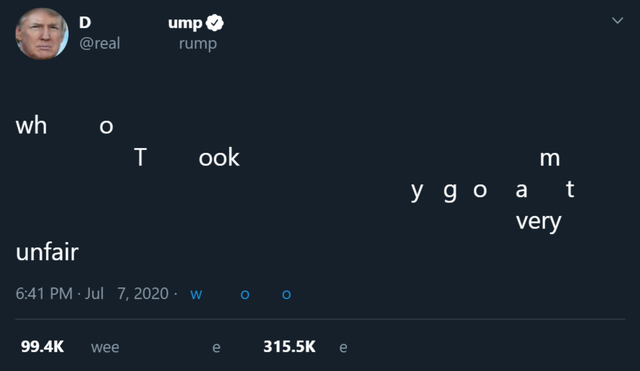 D ump
@real rump
wh o
T ook m
y g o a t
very
unfair
6:41 PM · Jul 7, 2020 · w o o
99.4K wee e 315.5K e